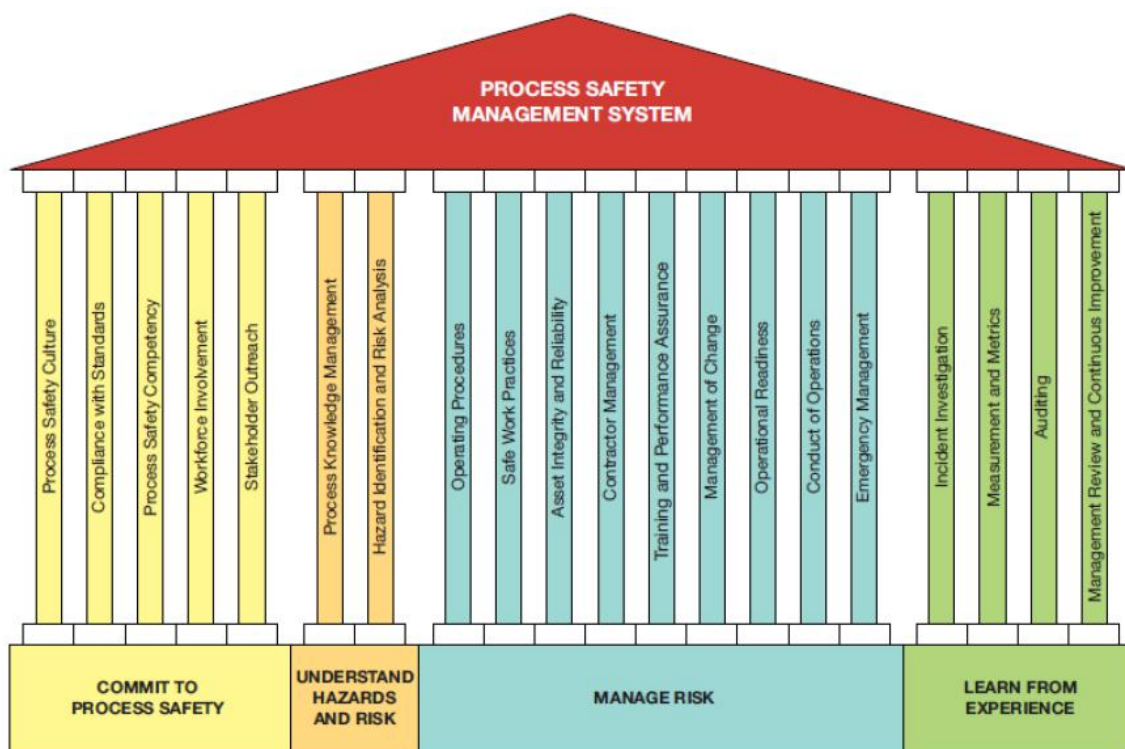 PROCESS SAFETY
MANAGEMENT SYSTEM
Process Safety Culture
Compliance with Standards
Process Safety Competency
Workforce Involvement
Stakeholder Outreach
Process Knowledge Management
Hazard Identification and Risk Analysis
Operating Procedures
Safe Work Practices
Asset Integrity and Reliability
Contractor Management
Training and Performance Assurance
Management of Change
Operational Readiness
Conduct of Operations
Emergency Management
Incident Investigation
Measurement and Metrics
Auditing
Management Review and Continuous Improvement
COMMIT TO
PROCESS SAFETY
UNDERSTAND
HAZARDS
AND RISK
MANAGE RISK
LEARN FROM
EXPERIENCE